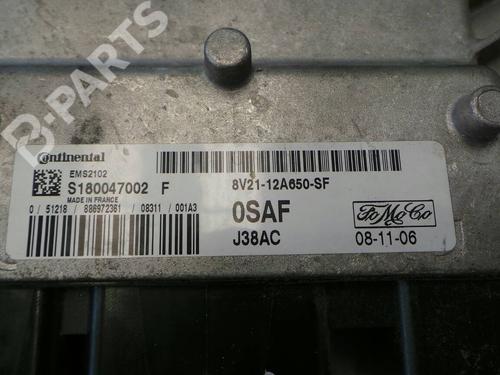 B-PARTS
Continental
EMS2102
S180047002 F
MADE IN FRANCE
0 / 51218 / 886972361 / 08311 / 001A3
8V21-12A650-SF
0SAF
J38AC
FoMoCo
08-11-06